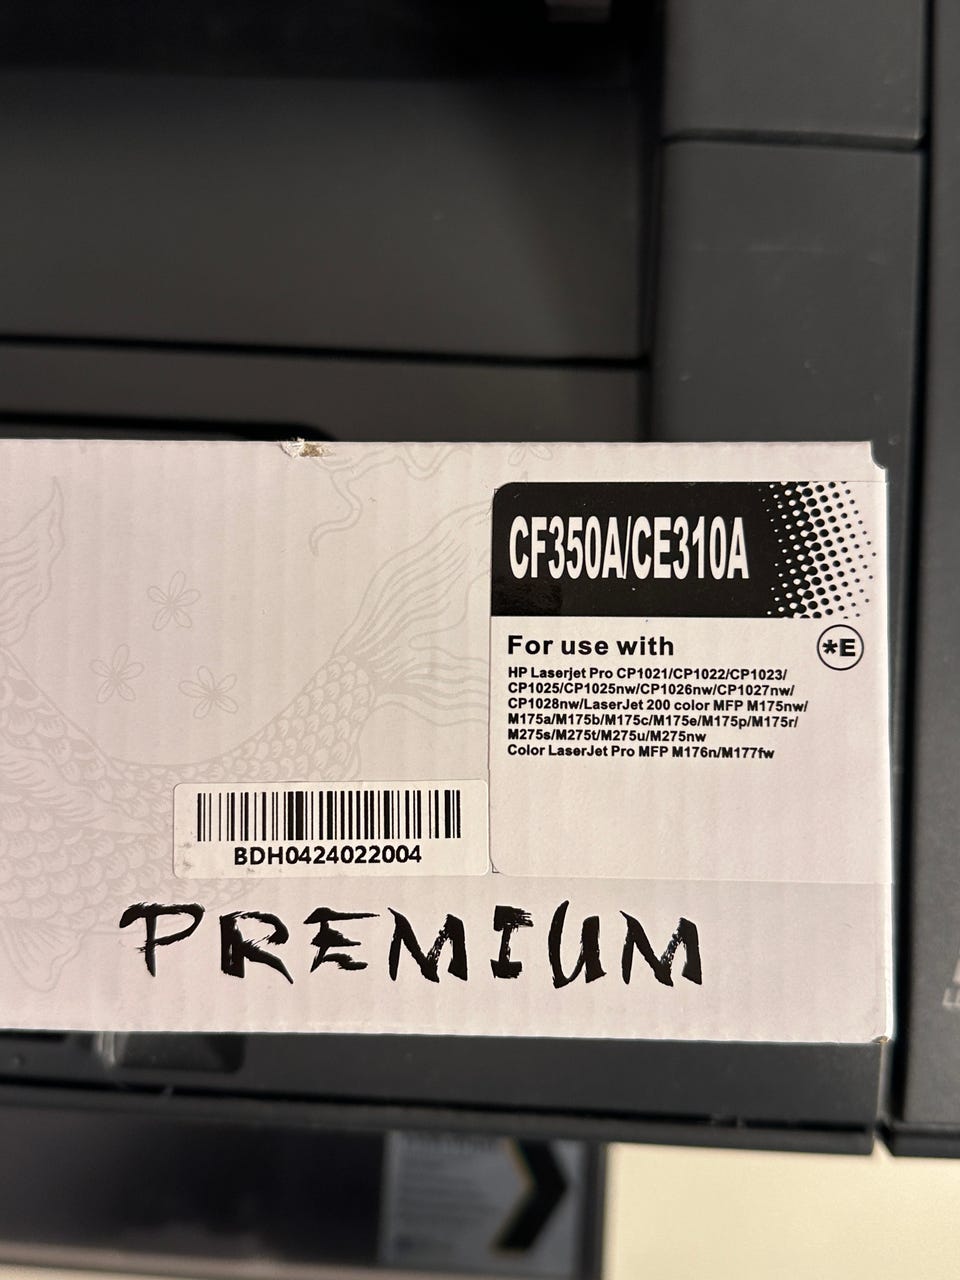 CF350A/CE310A
For use with
*E
HP Laserjet Pro CP1021/CP1022/CP1023/
CP1025/CP1025nw/CP1026nw/CP1027nw/
CP1028nw/LaserJet 200 color MFP M175nw/
M175a/M175b/M175c/M175e/M175p/M175r/
M275s/M275t/M275u/M275nw
Color LaserJet Pro MFP M176n/M177fw
BDH0424022004
PREMIUM